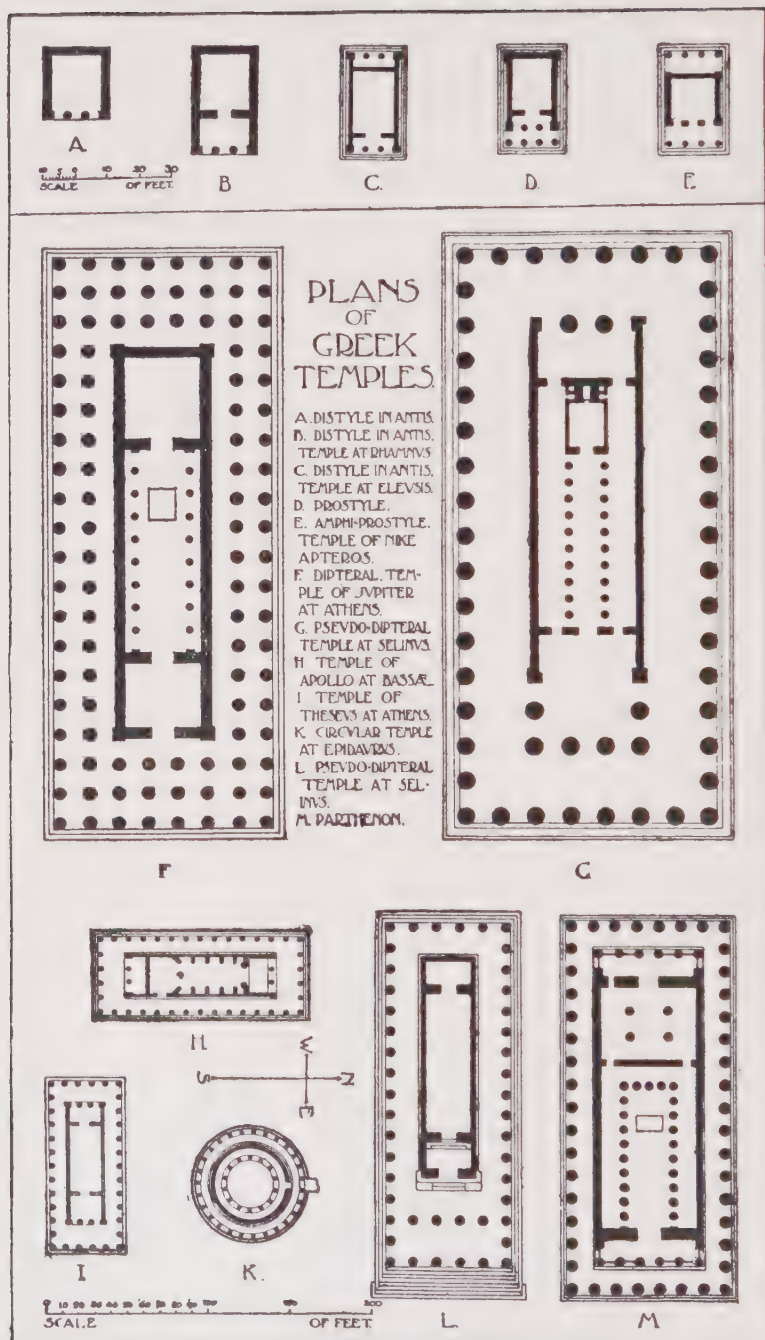 A.
B
C.
D.
E
SCALE OF FEET.
PLANS
OF
GREEK
TEMPLES.
A. DISTYLE IN ANTIS.
B. DISTYLE IN ANTIS.
TEMPLE AT RHAMNVS
C. DISTYLE IN ANTIS,
TEMPLE AT ELEVSIS.
D. PROSTYLE.
E. AMPHI-PROSTYLE.
TEMPLE OF NIKE
APTEROS.
F. DIPTERAL. TEM-
PLE OF JVPITER
AT ATHENS.
G. PSEVDO-DIPTERAL
TEMPLE AT SELINVS.
H TEMPLE OF
APOLLO AT BASSÆ.
I TEMPLE OF
THESEVS AT ATHENS.
K CIRCVLAR TEMPLE
AT EPIDAVRVS.
L PSEVDO-DIPTERAL
TEMPLE AT SEL-
INVS.
M. PARTHENON.
F
G
H.
W
S N
E
I
K.
L.
M
SCALE OF FEET